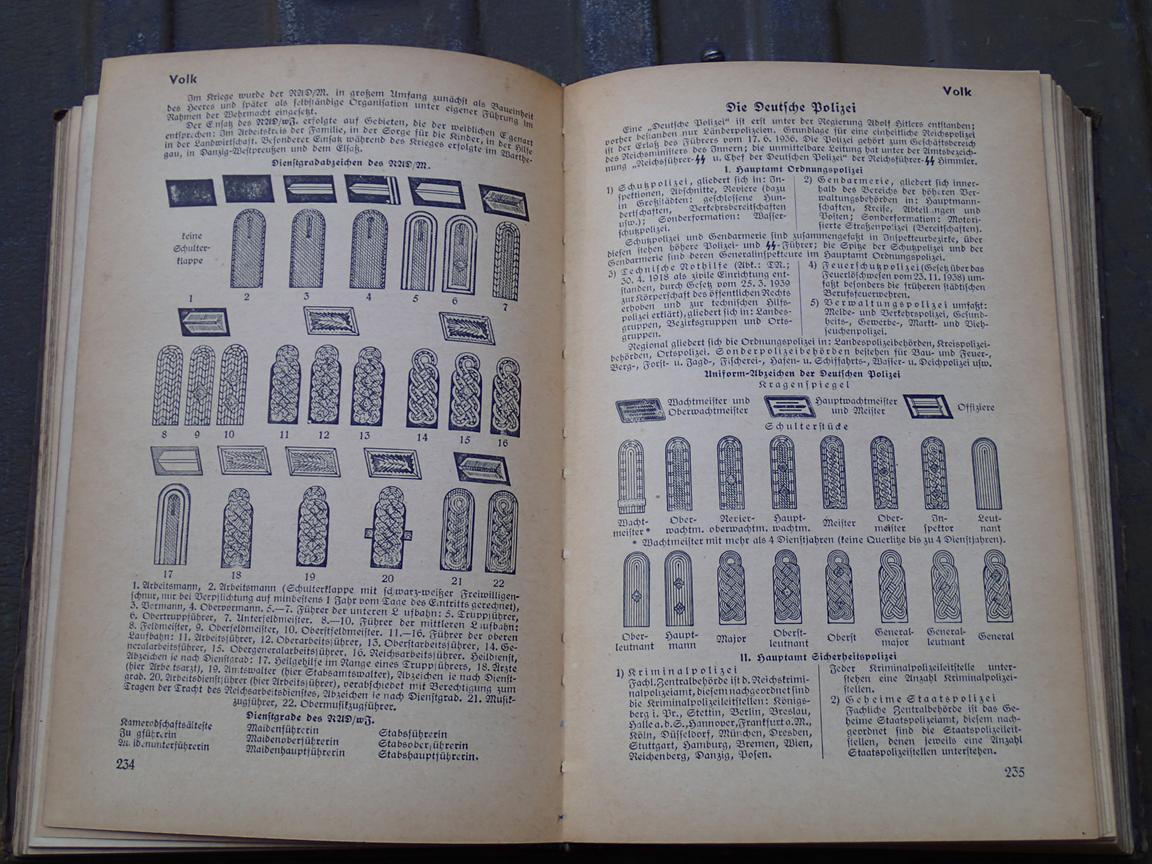 Volk
Im Kriege wurde der RAD/M. in großem Umfang zunächst als Baueinheit
des Heeres und später als selbständige Organisation unter eigener Führung im
Rahmen der Wehrmacht eingesetzt.
Der Einsatz des RAD/wJ. erfolgte auf Gebieten, die der weiblichen Eigenart
entsprechen: Im Arbeitskreis der Familie, in der Sorge für die Kinder, in der Hilfe
in der Landwirtschaft. Besonderer Einsatz während des Krieges erfolgte im Warthe-
gau, in Danzig-Westpreußen und dem Elsaß.
Dienstgradabzeichen des RAD/M.
keine
Schulter-
klappe
1 2 3 4 5 6 7
8 9 10 11 12 13 14 15 16
17 18 19 20 21 22
1. Arbeitsmann, 2. Arbeitsmann (Schulterklappe mit schwarz-weißer Freiwilligen-
schnur, nur bei Verpflichtung auf mindestens 1 Jahr vom Tage des Eintritts gerechnet),
3. Vormann, 4. Obervormann. 5.—7. Führer der unteren Laufbahn: 5. Truppführer,
6. Obertruppführer, 7. Unterfeldmeister. 8.—10. Führer der mittleren Laufbahn:
8. Feldmeister, 9. Oberfeldmeister, 10. Oberstfeldmeister. 11.—16. Führer der oberen
Laufbahn: 11. Arbeitsführer, 12. Oberarbeitsführer, 13. Oberstarbeitsführer, 14. Ge-
neralarbeitsführer, 15. Obergeneralarbeitsführer, 16. Reichsarbeitsführer. Heildienst,
Abzeichen je nach Dienstgrad: 17. Heilgehilfe im Range eines Truppführers, 18. Ärzte
(hier Arbeitsarzt), 19. Amtswalter (hier Stabsamtswalter), Abzeichen je nach Dienst-
grad. 20. Arbeitsdienstführer (hier Arbeitsführer), verabschiedet mit Berechtigung zum
Tragen der Tracht des Reichsarbeitsdienstes, Abzeichen je nach Dienstgrad. 21. Musik-
zugführer, 22. Obermusikzugführer.
Dienstgrade des RAD/wJ.
Kameradschaftsälteste Maidenführerin Stabsführerin
Maidenoberführerin Stabsoberführerin
Maidenunterführerin Maidenhauptführerin Stabshauptführerin.
234
Volk
Die Deutsche Polizei
Eine „Deutsche Polizei“ ist erst unter der Regierung Adolf Hitlers entstanden;
vorher bestanden nur Länderpolizeien. Grundlage für eine einheitliche Reichspolizei
ist der Erlaß des Führers vom 17. 6. 1936. Die Polizei gehört zum Geschäftsbereich
des Reichsministers des Innern; die unmittelbare Leitung hat unter der Amtsbezeich-
nung „Reichsführer-SS u. Chef der Deutschen Polizei“ der Reichsführer-SS Himmler.
I. Hauptamt Ordnungspolizei
1) Schutzpolizei, gliedert sich in: In-
spektionen, Abschnitte, Reviere (dazu
in Großstädten: geschlossene Hun-
dertschaften, Verkehrsbereitschaften
usw.); Sonderformation: Wasser-
schutzpolizei.
2) Gendarmerie, gliedert sich inner-
halb des Bereichs der höheren Ver-
waltungsbehörden in: Hauptmann-
schaften, Kreise, Abteilungen und
Posten; Sonderformation: Motori-
sierte Straßenpolizei (Bereitschaften).
Schutzpolizei und Gendarmerie sind zusammengefaßt in Inspekteurbezirke, über
diesen stehen höhere Polizei- und SS-Führer; die Spitze der Schutzpolizei und der
Gendarmerie sind deren Generalinspekteure im Hauptamt Ordnungspolizei.
3) Technische Nothilfe (Abk.: TN.;
30. 4. 1918 als zivile Einrichtung ent-
standen, durch Gesetz vom 25. 3. 1939
zur Körperschaft des öffentlichen Rechts
erhoben und zur technischen Hilfs-
polizei erklärt), gliedert sich in: Landes-
gruppen, Bezirksgruppen und Orts-
gruppen.
4) Feuerschutzpolizei (Gesetz über das
Feuerlöschwesen vom 23. 11. 1938) um-
faßt besonders die früheren städtischen
Berufsfeuerwehren.
5) Verwaltungspolizei umfaßt:
Melde- und Verkehrspolizei, Gesund-
heits-, Gewerbe-, Markt- und Vieh-
seuchenpolizei.
Regional gliedert sich die Ordnungspolizei in: Landespolizeibehörden, Kreispolizei-
behörden, Ortspolizei. Sonderpolizeibehörden bestehen für Bau- und Feuer-,
Berg-, Forst- u. Jagd-, Fischerei-, Hafen- u. Schiffahrts-, Wasser- u. Deichpolizei usw.
Uniform-Abzeichen der Deutschen Polizei
Kragenspiegel
Wachtmeister und Hauptwachtmeister Offiziere
Oberwachtmeister und Meister
Schulterstücke
Wacht- Ober- Revier- Haupt- Meister Ober- In- Leut-
meister* wachtm. oberwachtm. wachtm. meister spektor nant
* Wachtmeister mit mehr als 4 Dienstjahren (keine Querlitze bis zu 4 Dienstjahren).
Ober- Haupt- Major Oberst- Oberst General- General- General
leutnant mann leutnant major leutnant
II. Hauptamt Sicherheitspolizei
1) Kriminalpolizei
Fachl. Zentralbehörde ist d. Reichskrimi-
nalpolizeiamt, diesem nachgeordnet sind
die Kriminalpolizeileitstellen: Königs-
berg i. Pr., Stettin, Berlin, Breslau,
Halle a. d. S., Hannover, Frankfurt a. M.,
Köln, Düsseldorf, München, Dresden,
Stuttgart, Hamburg, Bremen, Wien,
Reichenberg, Danzig, Posen.
Jeder Kriminalpolizeileitstelle unter-
stehen eine Anzahl Kriminalpolizei-
stellen.
2) Geheime Staatspolizei
Fachliche Zentralbehörde ist das Ge-
heime Staatspolizeiamt, diesem nach-
geordnet sind die Staatspolizeileit-
stellen, denen jeweils eine Anzahl
Staatspolizeistellen unterstehen.
235